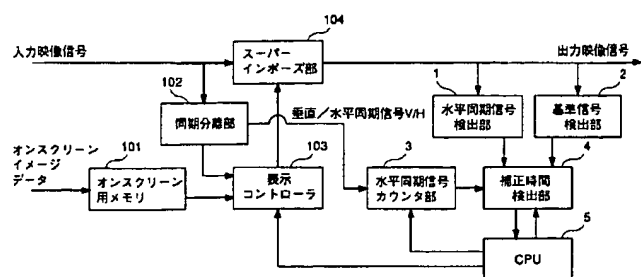 104
入力映像信号
スーパー
インポーズ部
出力映像信号
102
1
2
同期分離部
垂直／水平同期信号V/H
水平同期信号
検出部
基準信号
検出部
オンスクリーン
イメージ
データ
101
103
3
4
オンスクリーン
用メモリ
表示
コントローラ
水平同期信号
カウンタ部
補正時間
検出部
5
CPU